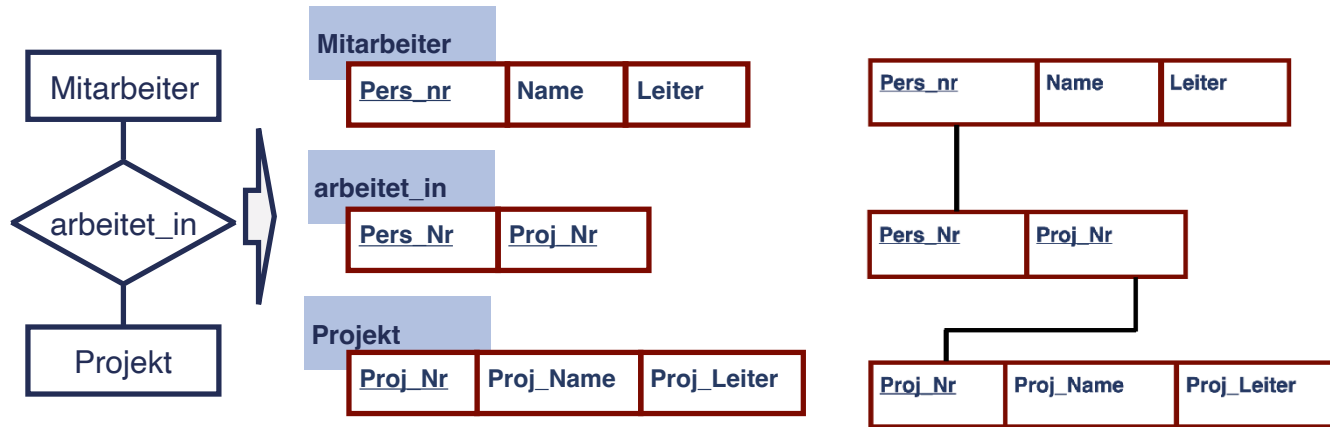 Mitarbeiter
arbeitet_in
Projekt
Mitarbeiter
Pers_nr Name Leiter
arbeitet_in
Pers_Nr Proj_Nr
Projekt
Proj_Nr Proj_Name Proj_Leiter
Pers_nr Name Leiter
Pers_Nr Proj_Nr
Proj_Nr Proj_Name Proj_Leiter